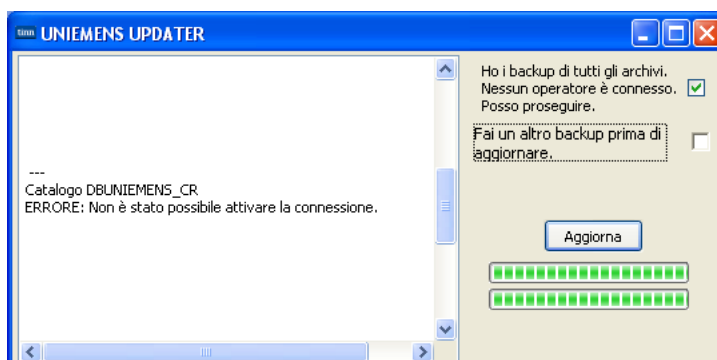 tinn UNIEMENS UPDATER
Ho i backup di tutti gli archivi.
Nessun operatore è connesso.
Posso proseguire.
Fai un altro backup prima di
aggiornare.
---
Catalogo DBUNIEMENS_CR
ERRORE: Non è stato possibile attivare la connessione.
Aggiorna